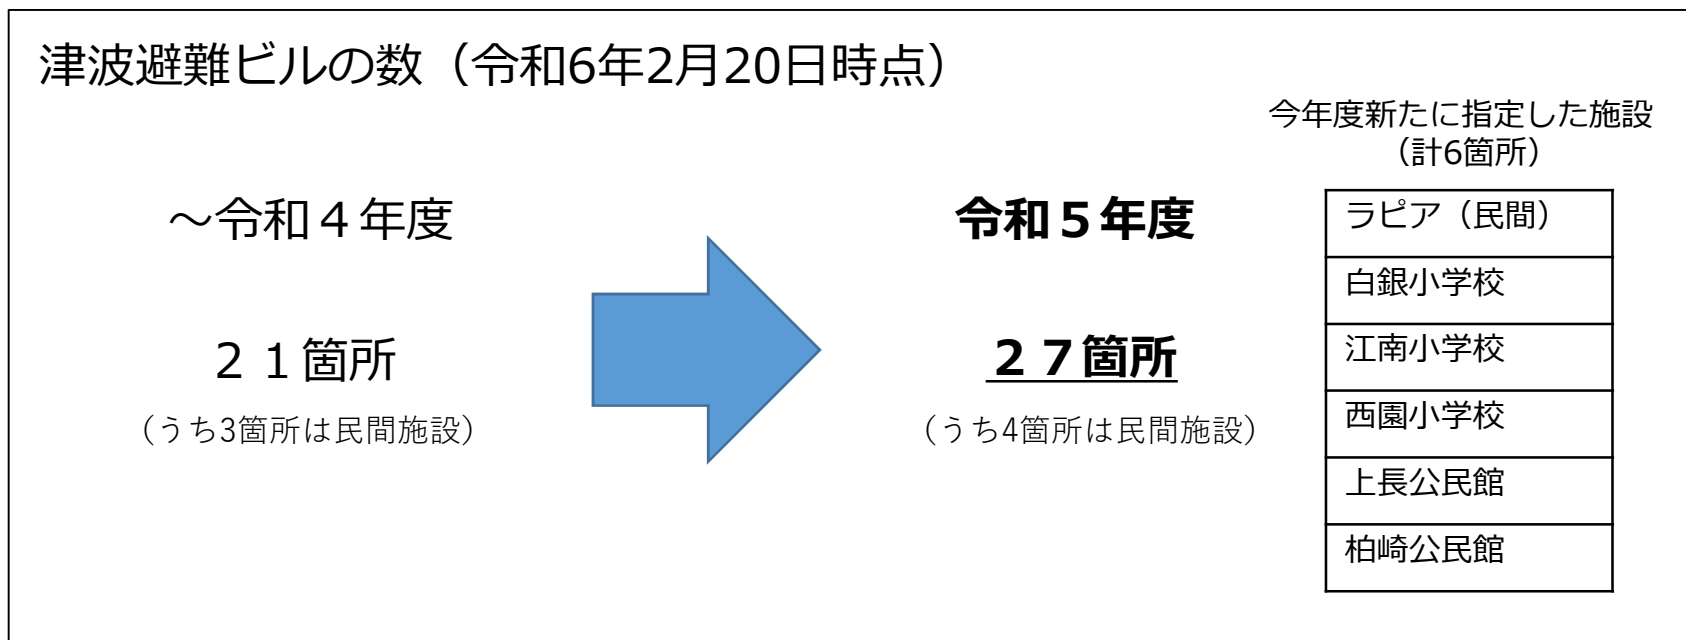 津波避難ビルの数（令和6年2月20日時点）
～令和４年度
２１箇所
（うち3箇所は民間施設）
令和５年度
２７箇所
（うち4箇所は民間施設）
今年度新たに指定した施設
（計6箇所）
ラピア（民間）
白銀小学校
江南小学校
西園小学校
上長公民館
柏崎公民館